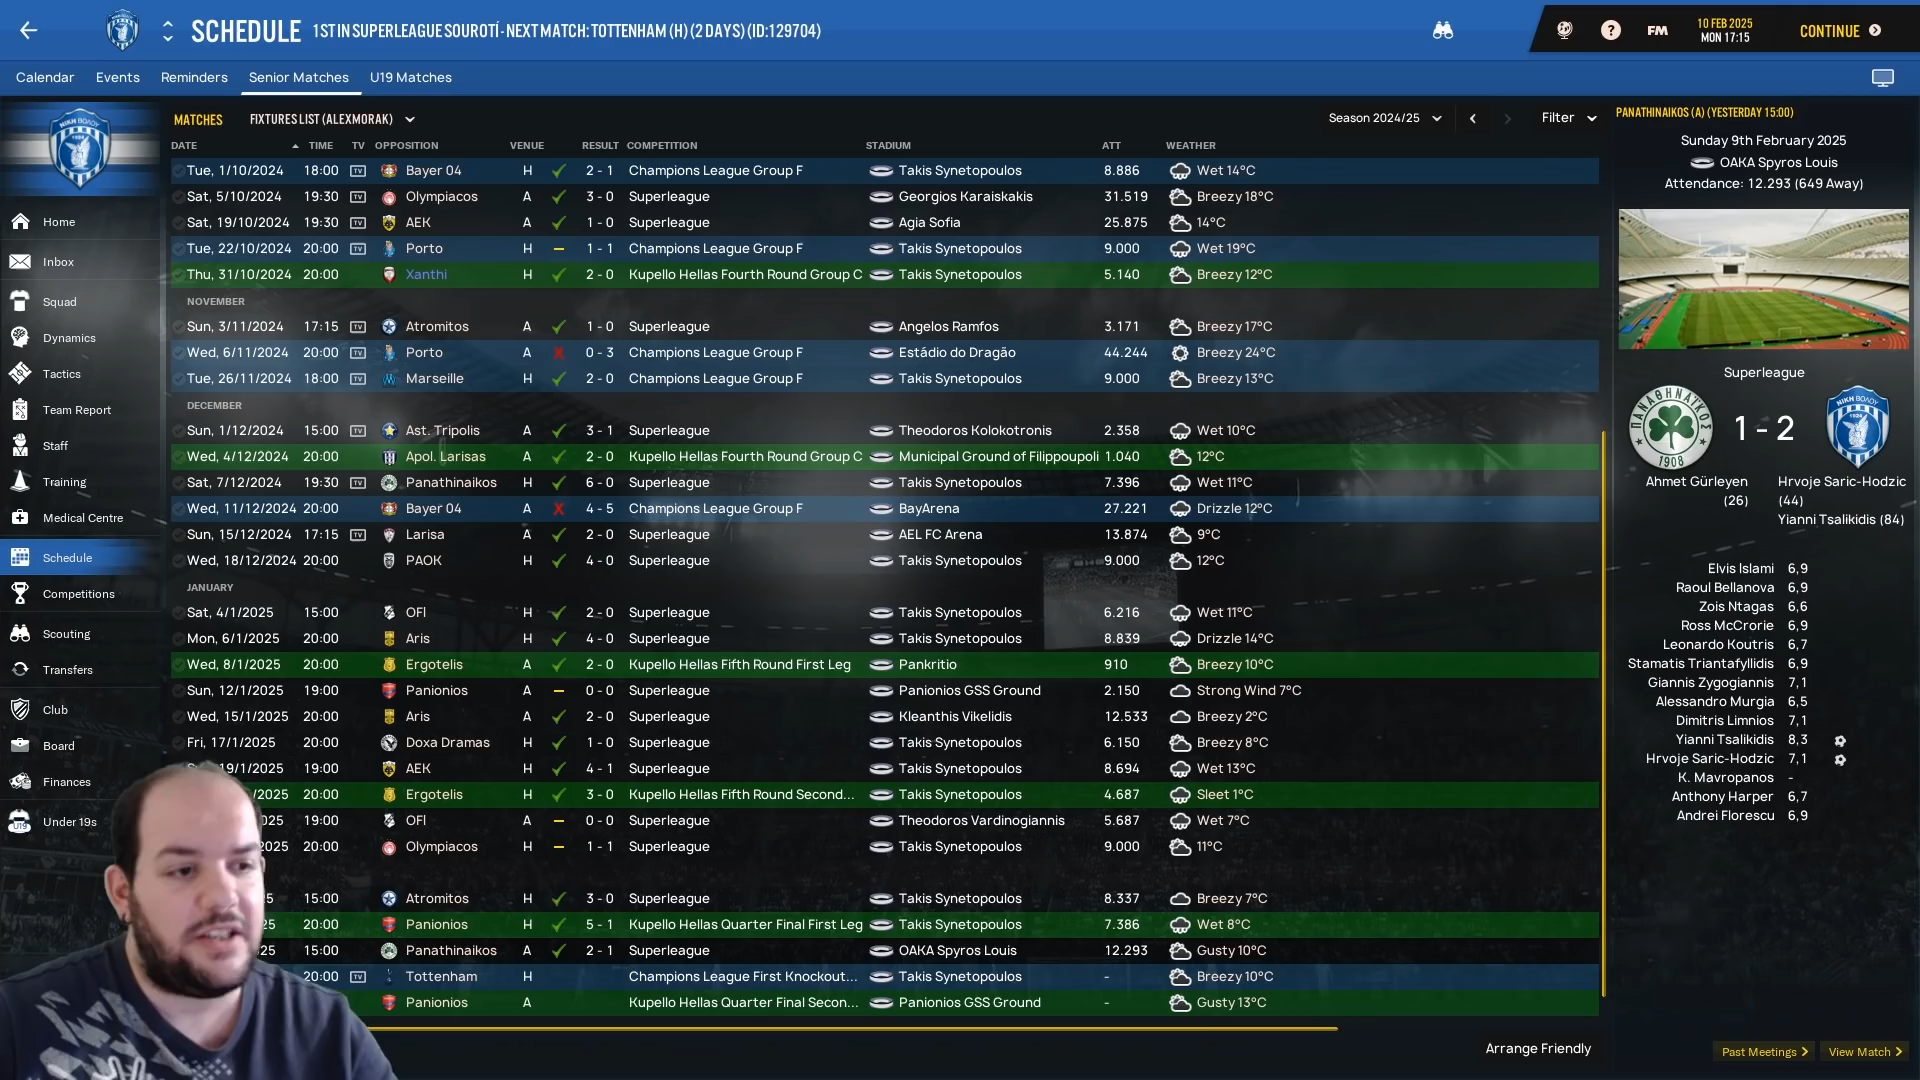 SCHEDULE 1ST IN SUPERLEAGUE SOUROTÍ - NEXT MATCH: TOTTENHAM (H) (2 DAYS) (ID:129704)
? FM 10 FEB 2025 MON 17:15 CONTINUE
Calendar Events Reminders Senior Matches U19 Matches
MATCHES FIXTURES LIST (ALEXMORAK) Season 2024/25 Filter
DATE TIME TV OPPOSITION VENUE RESULT COMPETITION STADIUM ATT WEATHER
Tue, 1/10/2024 18:00 TV Bayer 04 H 2 - 1 Champions League Group F Takis Synetopoulos 8.886 Wet 14°C
Sat, 5/10/2024 19:30 TV Olympiacos A 3 - 0 Superleague Georgios Karaiskakis 31.519 Breezy 18°C
Sat, 19/10/2024 19:30 TV AEK A 1 - 0 Superleague Agia Sofia 25.875 14°C
Tue, 22/10/2024 20:00 TV Porto H 1 - 1 Champions League Group F Takis Synetopoulos 9.000 Wet 19°C
Thu, 31/10/2024 20:00 Xanthi H 2 - 0 Kupello Hellas Fourth Round Group C Takis Synetopoulos 5.140 Breezy 12°C
NOVEMBER
Sun, 3/11/2024 17:15 TV Atromitos A 1 - 0 Superleague Angelos Ramfos 3.171 Breezy 17°C
Wed, 6/11/2024 20:00 TV Porto A 0 - 3 Champions League Group F Estádio do Dragão 44.244 Breezy 24°C
Tue, 26/11/2024 18:00 TV Marseille H 2 - 0 Champions League Group F Takis Synetopoulos 9.000 Breezy 13°C
DECEMBER
Sun, 1/12/2024 15:00 TV Ast. Tripolis A 3 - 1 Superleague Theodoros Kolokotronis 2.358 Wet 10°C
Wed, 4/12/2024 20:00 Apol. Larisas A 2 - 0 Kupello Hellas Fourth Round Group C Municipal Ground of Filippoupoli 1.040 12°C
Sat, 7/12/2024 19:30 TV Panathinaikos H 6 - 0 Superleague Takis Synetopoulos 7.396 Wet 11°C
Wed, 11/12/2024 20:00 Bayer 04 A 4 - 5 Champions League Group F BayArena 27.221 Drizzle 12°C
Sun, 15/12/2024 17:15 TV Larisa A 2 - 0 Superleague AEL FC Arena 13.874 9°C
Wed, 18/12/2024 20:00 PAOK H 4 - 0 Superleague Takis Synetopoulos 9.000 12°C
JANUARY
Sat, 4/1/2025 15:00 OFI H 2 - 0 Superleague Takis Synetopoulos 6.216 Wet 11°C
Mon, 6/1/2025 20:00 Aris H 4 - 0 Superleague Takis Synetopoulos 8.839 Drizzle 14°C
Wed, 8/1/2025 20:00 Ergotelis A 2 - 0 Kupello Hellas Fifth Round First Leg Pankritio 910 Breezy 10°C
Sun, 12/1/2025 19:00 Panionios A 0 - 0 Superleague Panionios GSS Ground 2.150 Strong Wind 7°C
Wed, 15/1/2025 20:00 Aris A 2 - 0 Superleague Kleanthis Vikelidis 12.533 Breezy 2°C
Fri, 17/1/2025 20:00 Doxa Dramas H 1 - 0 Superleague Takis Synetopoulos 6.150 Breezy 8°C
19/1/2025 19:00 AEK H 4 - 1 Superleague Takis Synetopoulos 8.694 Wet 13°C
/2025 20:00 Ergotelis H 3 - 0 Kupello Hellas Fifth Round Second... Takis Synetopoulos 4.687 Sleet 1°C
025 19:00 OFI A 0 - 0 Superleague Theodoros Vardinogiannis 5.687 Wet 7°C
2025 20:00 Olympiacos H 1 - 1 Superleague Takis Synetopoulos 9.000 11°C
25 15:00 Atromitos H 3 - 0 Superleague Takis Synetopoulos 8.337 Breezy 7°C
25 20:00 Panionios H 5 - 1 Kupello Hellas Quarter Final First Leg Takis Synetopoulos 7.386 Wet 8°C
25 15:00 Panathinaikos A 2 - 1 Superleague OAKA Spyros Louis 12.293 Gusty 10°C
20:00 TV Tottenham H Champions League First Knockout... Takis Synetopoulos - Breezy 10°C
Panionios A Kupello Hellas Quarter Final Secon... Panionios GSS Ground - Gusty 13°C
Arrange Friendly
ΝΙΚΗ ΒΟΛΟΥ
1924
Home
Inbox
Squad
Dynamics
Tactics
Team Report
Staff
Training
Medical Centre
Schedule
Competitions
Scouting
Transfers
Club
Board
Finances
U19 Under 19s
PANATHINAIKOS (A) (YESTERDAY 15:00)
Sunday 9th February 2025
OAKA Spyros Louis
Attendance: 12.293 (649 Away)
Superleague
ΠΑΝΑΘΗΝΑΪΚΟΣ 1908 1 - 2 ΝΙΚΗ ΒΟΛΟΥ 1924
Ahmet Gürleyen (26)
Hrvoje Saric-Hodzic (44)
Yianni Tsalikidis (84)
Elvis Islami 6,9
Raoul Bellanova 6,9
Zois Ntagas 6,6
Ross McCrorie 6,9
Leonardo Koutris 6,7
Stamatis Triantafyllidis 6,9
Giannis Zygogiannis 7,1
Alessandro Murgia 6,5
Dimitris Limnios 7,1
Yianni Tsalikidis 8,3
Hrvoje Saric-Hodzic 7,1
K. Mavropanos -
Anthony Harper 6,7
Andrei Florescu 6,9
Past Meetings View Match